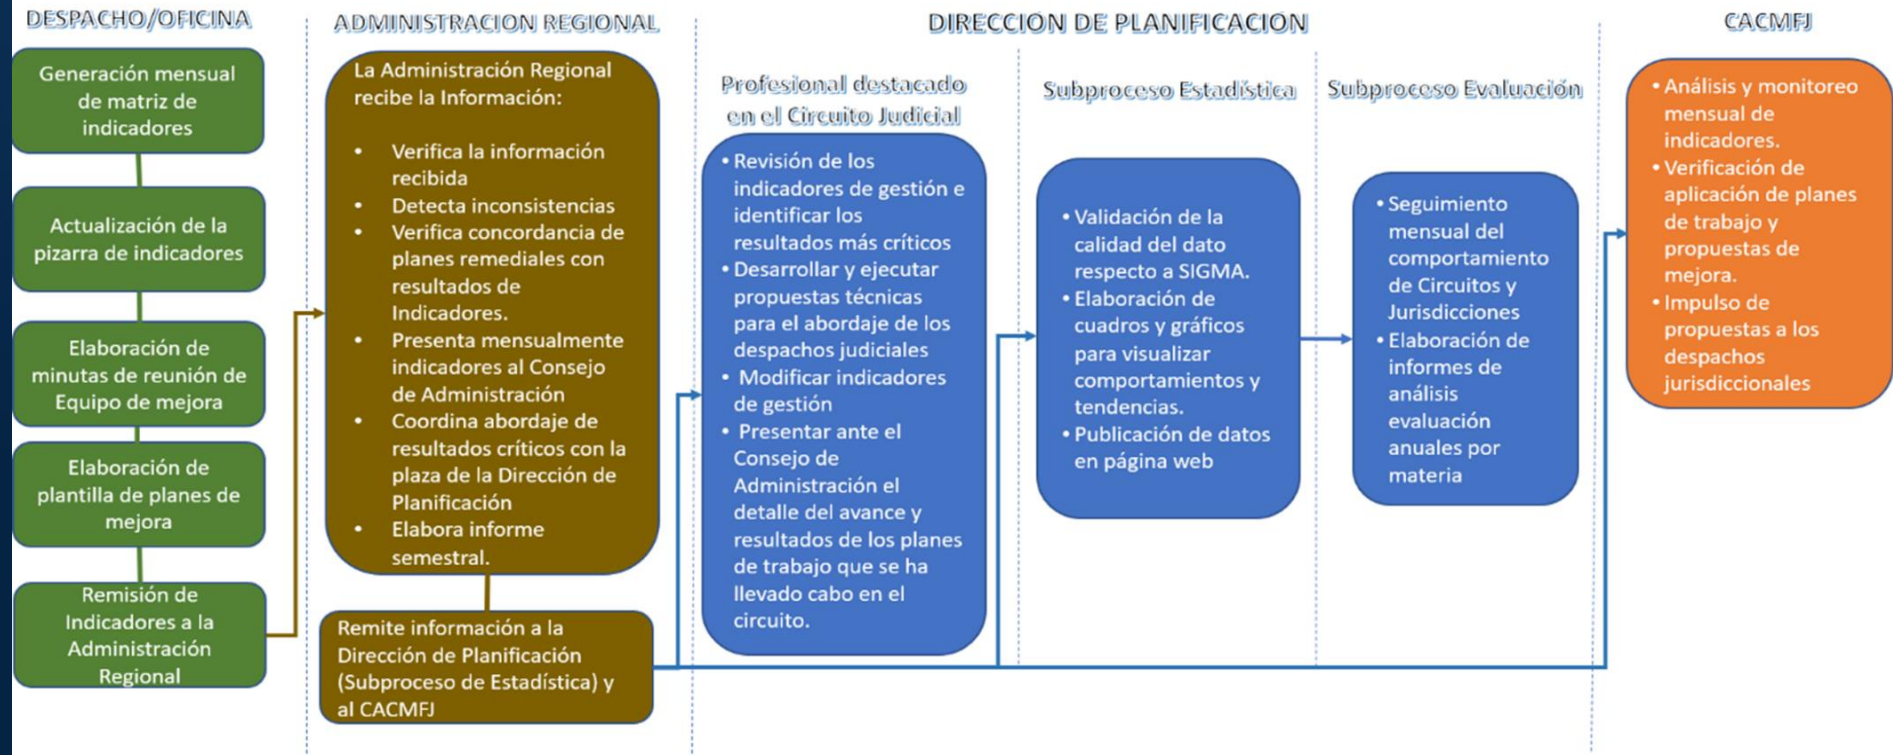 DESPACHO/OFICINA
Generación mensual
de matriz de
indicadores
Actualización de la
pizarra de indicadores
Elaboración de
minutas de reunión de
Equipo de mejora
Elaboración de
plantilla de planes de
mejora
Remisión de
Indicadores a la
Administración
Regional
ADMINISTRACION REGIONAL
La Administración Regional
recibe la Información:
• Verifica la información
recibida
• Detecta inconsistencias
• Verifica concordancia de
planes remediales con
resultados de
Indicadores.
• Presenta mensualmente
indicadores al Consejo
de Administración
• Coordina abordaje de
resultados críticos con la
plaza de la Dirección de
Planificación
• Elabora informe
semestral.
Remite información a la
Dirección de Planificación
(Subproceso de Estadística) y
al CACMFJ
DIRECCIÓN DE PLANIFICACIÓN
Profesional destacado
en el Circuito Judicial
• Revisión de los
indicadores de gestión e
identificar los
resultados más críticos
• Desarrollar y ejecutar
propuestas técnicas
para el abordaje de los
despachos judiciales
• Modificar indicadores
de gestión
• Presentar ante el
Consejo de
Administración el
detalle del avance y
resultados de los planes
de trabajo que se ha
llevado cabo en el
circuito.
Subproceso Estadística
• Validación de la
calidad del dato
respecto a SIGMA.
• Elaboración de
cuadros y gráficos
para visualizar
comportamientos y
tendencias.
• Publicación de datos
en página web
Subproceso Evaluación
• Seguimiento
mensual del
comportamiento
de Circuitos y
Jurisdicciones
• Elaboración de
informes de
análisis
evaluación
anuales por
materia
CACMFJ
• Análisis y monitoreo
mensual de
indicadores.
• Verificación de
aplicación de planes
de trabajo y
propuestas de
mejora.
• Impulso de
propuestas a los
despachos
jurisdiccionales